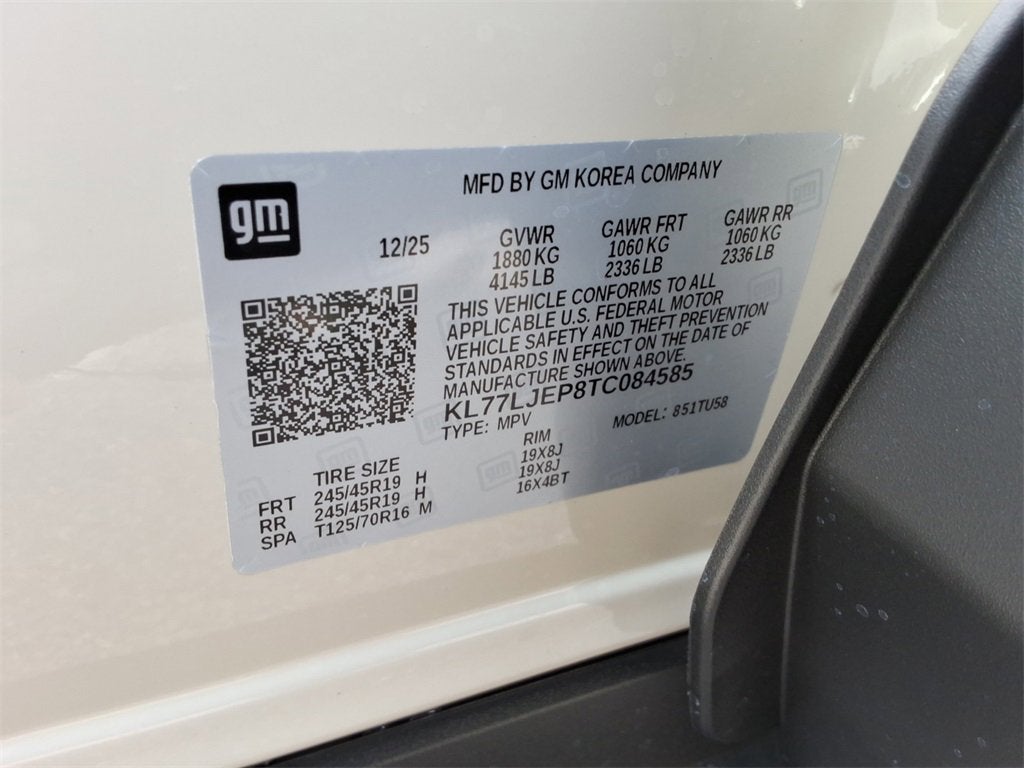 MFD BY GM KOREA COMPANY
gm
12/25
GVWR GAWR FRT GAWR RR
1880 KG 1060 KG 1060 KG
4145 LB 2336 LB 2336 LB
THIS VEHICLE CONFORMS TO ALL
APPLICABLE U.S. FEDERAL MOTOR
VEHICLE SAFETY AND THEFT PREVENTION
STANDARDS IN EFFECT ON THE DATE OF
MANUFACTURE SHOWN ABOVE.
KL77LJEP8TC084585
TYPE: MPV MODEL: 851TU58
TIRE SIZE RIM
FRT 245/45R19 H 19X8J
RR 245/45R19 H 19X8J
SPA T125/70R16 M 16X4BT